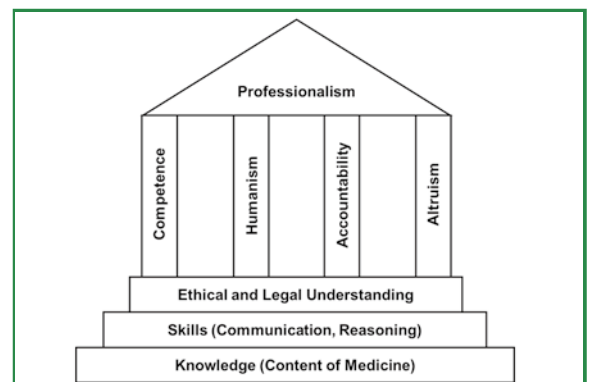 Professionalism
Competence
Humanism
Accountability
Altruism
Ethical and Legal Understanding
Skills (Communication, Reasoning)
Knowledge (Content of Medicine)